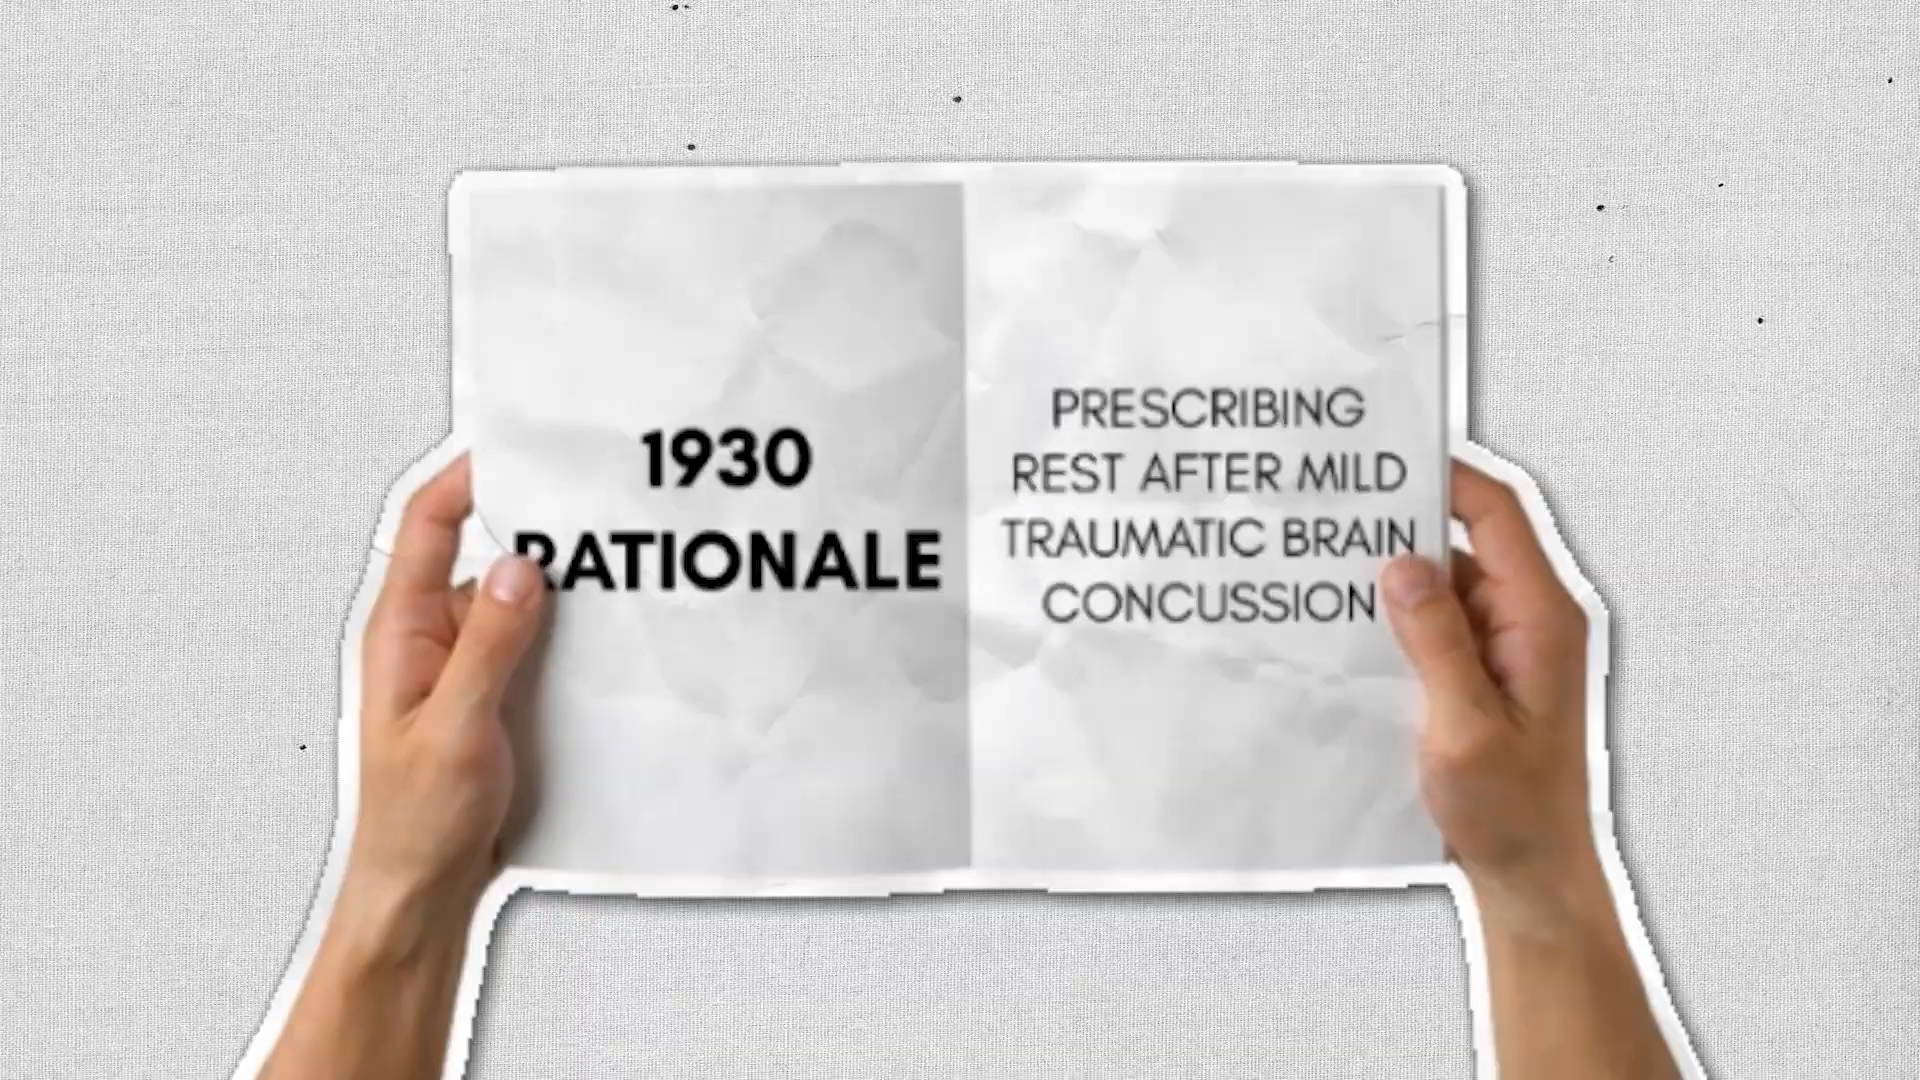 1930
RATIONALE
PRESCRIBING
REST AFTER MILD
TRAUMATIC BRAIN
CONCUSSION